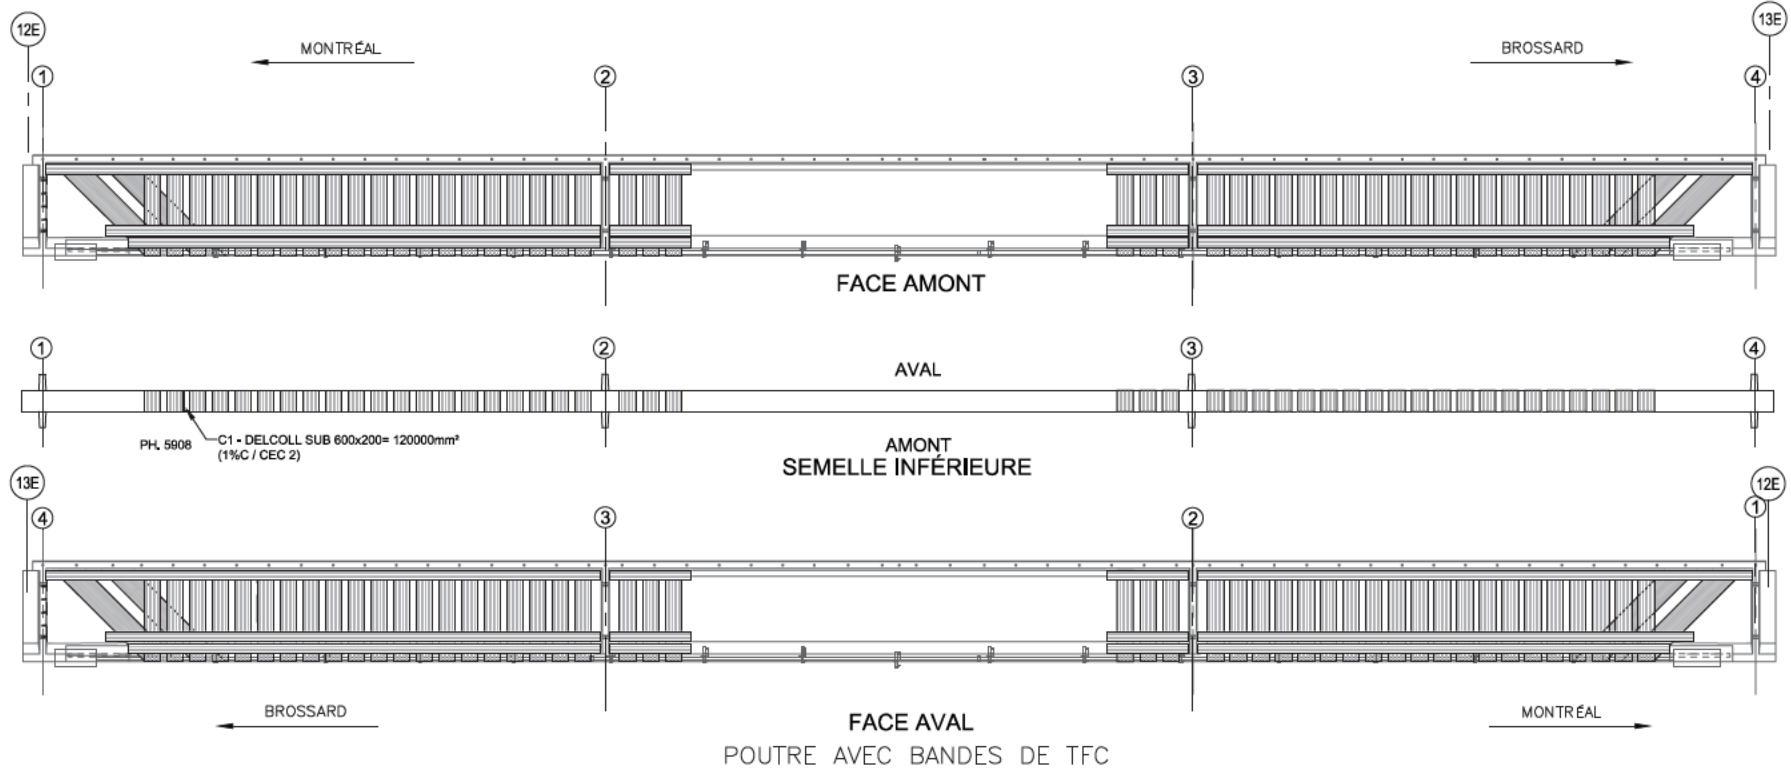 12E
13E
MONTRÉAL
BROSSARD
1
2
3
4
FACE AMONT
1
2
3
4
AVAL
PH. 5908
C1 - DELCOLL SUB 600x200= 120000mm²
(1%C / CEC 2)
AMONT
SEMELLE INFÉRIEURE
13E
12E
4
3
2
1
BROSSARD
MONTRÉAL
FACE AVAL
POUTRE AVEC BANDES DE TFC